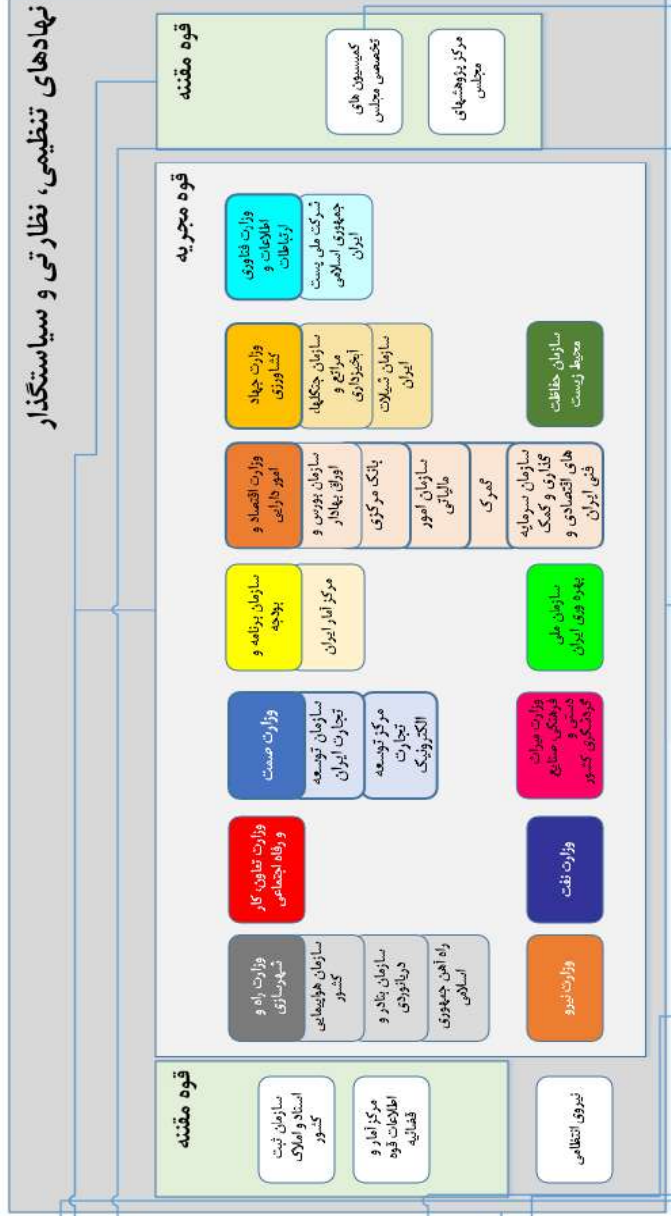 نهادهای تنظیمی، نظارتی و سیاستگذار
قوه مقننه
کمیسیون های
تخصصی مجلس
مرکز پژوهشهای
مجلس
قوه مجریه
وزارت فناوری
اطلاعات و
ارتباطات
شرکت ملی پست
جمهوری اسلامی
ایران
وزارت جهاد
کشاورزی
سازمان جنگلها،
مراتع و
آبخیزداری
سازمان شیلات
ایران
سازمان حفاظت
محیط زیست
وزارت اقتصاد و
امور دارایی
سازمان بورس و
اوراق بهادار
بانک مرکزی
سازمان امور
مالیاتی
گمرک
سازمان سرمایه
گذاری و کمک
های اقتصادی و
فنی ایران
سازمان برنامه و
بودجه
مرکز آمار ایران
سازمان ملی
بهره وری ایران
وزارت صمت
سازمان توسعه
تجارت ایران
مرکز توسعه
تجارت
الکترونیک
وزارت میراث
فرهنگی، صنایع
دستی و
گردشگری کشور
وزارت تعاون، کار
و رفاه اجتماعی
وزارت نفت
وزارت راه و
شهرسازی
سازمان هواپیمایی
کشور
سازمان بنادر و
دریانوردی
راه آهن جمهوری
اسلامی
وزارت نیرو
قوه مقننه
سازمان ثبت
اسناد و املاک
کشور
مرکز آمار و
اطلاعات قوه
قضائیه
نیروی انتظامی